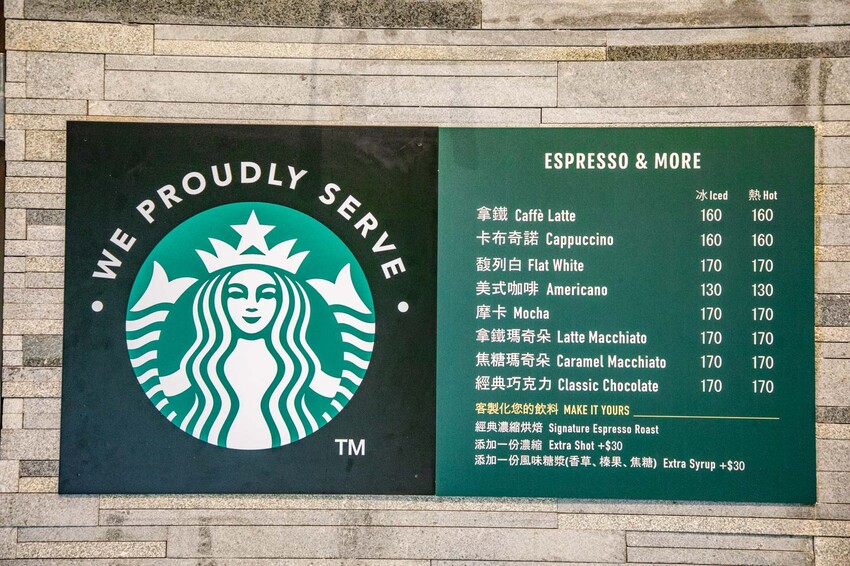 WE PROUDLY SERVE
TM
ESPRESSO & MORE
冰 Iced 熱 Hot
拿鐵 Caffè Latte 160 160
卡布奇諾 Cappuccino 160 160
馥列白 Flat White 170 170
美式咖啡 Americano 130 130
摩卡 Mocha 170 170
拿鐵瑪奇朵 Latte Macchiato 170 170
焦糖瑪奇朵 Caramel Macchiato 170 170
經典巧克力 Classic Chocolate 170 170
客製化您的飲料 MAKE IT YOURS
經典濃縮烘焙 Signature Espresso Roast
添加一份濃縮 Extra Shot +$30
添加一份風味糖漿(香草、榛果、焦糖) Extra Syrup +$30